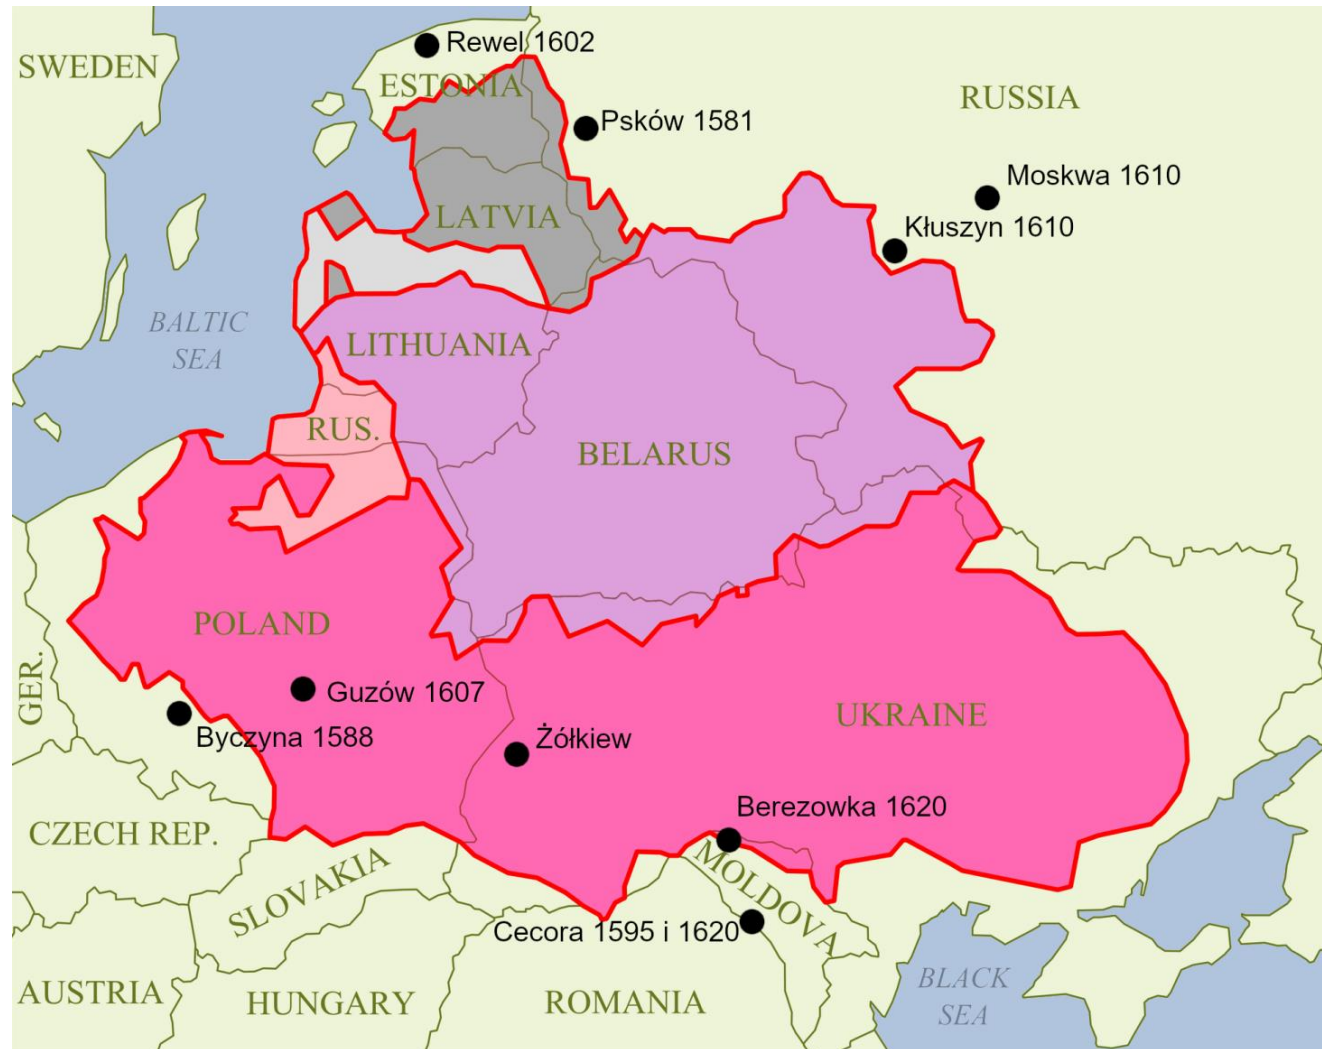 Rewel 1602
SWEDEN
ESTONIA
RUSSIA
Psków 1581
Moskwa 1610
LATVIA
Kłuszyn 1610
BALTIC
SEA
LITHUANIA
RUS.
BELARUS
POLAND
GER.
Guzów 1607
UKRAINE
Byczyna 1588
Żółkiew
Berezowka 1620
CZECH REP.
SLOVAKIA
MOLDOVA
Cecora 1595 i 1620
AUSTRIA
HUNGARY
ROMANIA
BLACK
SEA